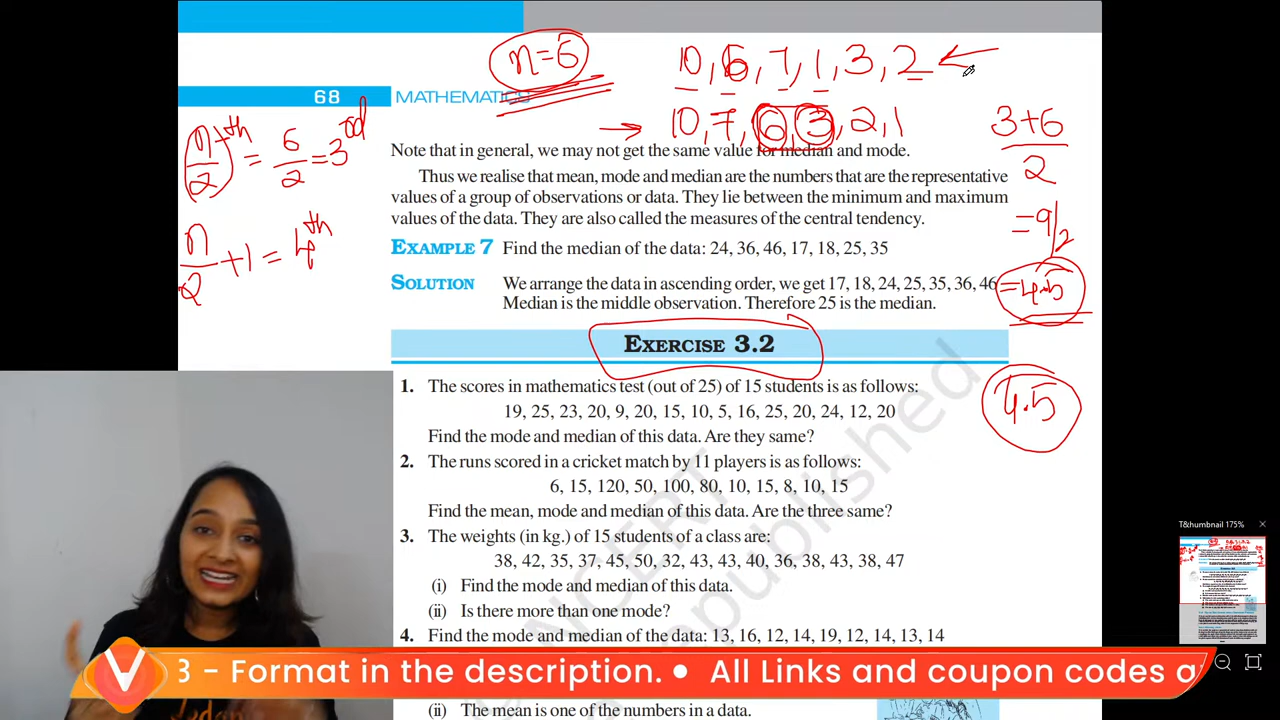 n=6
10, 6, 7, 1, 3, 2
68 MATHEMATICS
10, 7, 6, 3, 2, 1
(n/2)th = 6/2 = 3rd
n/2 + 1 = 4th
3+6/2
= 9/2
= 4.5
Note that in general, we may not get the same value for median and mode.
Thus we realise that mean, mode and median are the numbers that are the representative
values of a group of observations or data. They lie between the minimum and maximum
values of the data. They are also called the measures of the central tendency.
EXAMPLE 7 Find the median of the data: 24, 36, 46, 17, 18, 25, 35
SOLUTION We arrange the data in ascending order, we get 17, 18, 24, 25, 35, 36, 46
Median is the middle observation. Therefore 25 is the median.
EXERCISE 3.2
4.5
1. The scores in mathematics test (out of 25) of 15 students is as follows:
19, 25, 23, 20, 9, 20, 15, 10, 5, 16, 25, 20, 24, 12, 20
Find the mode and median of this data. Are they same?
2. The runs scored in a cricket match by 11 players is as follows:
6, 15, 120, 50, 100, 80, 10, 15, 8, 10, 15
Find the mean, mode and median of this data. Are the three same?
3. The weights (in kg.) of 15 students of a class are:
38, 42, 35, 37, 45, 50, 32, 43, 43, 40, 36, 38, 43, 38, 47
(i) Find the mode and median of this data.
(ii) Is there more than one mode?
4. Find the mode and median of the data: 13, 16, 12, 14, 19, 12, 14, 13, 14
T&humbnail 175%
3 - Format in the description. ● All Links and coupon codes a
(ii) The mean is one of the numbers in a data.
published